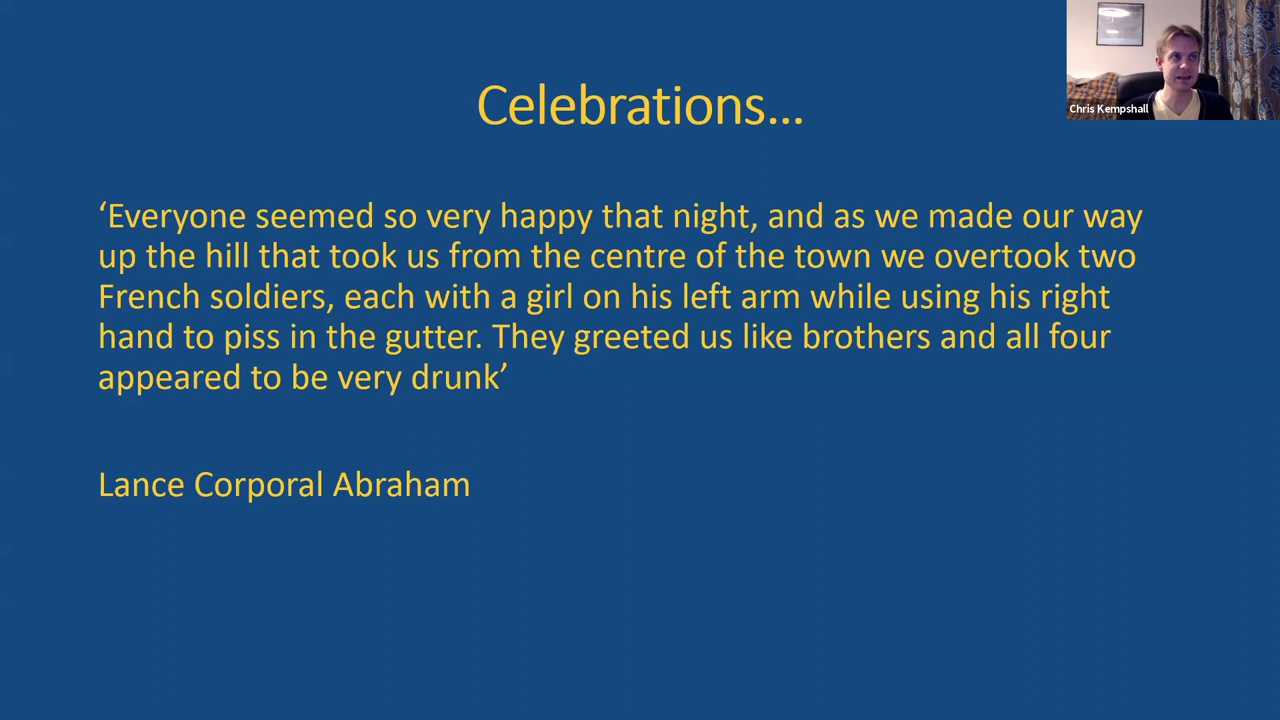 Celebrations…
Chris Kempshall
‘Everyone seemed so very happy that night, and as we made our way
up the hill that took us from the centre of the town we overtook two
French soldiers, each with a girl on his left arm while using his right
hand to piss in the gutter. They greeted us like brothers and all four
appeared to be very drunk’
Lance Corporal Abraham